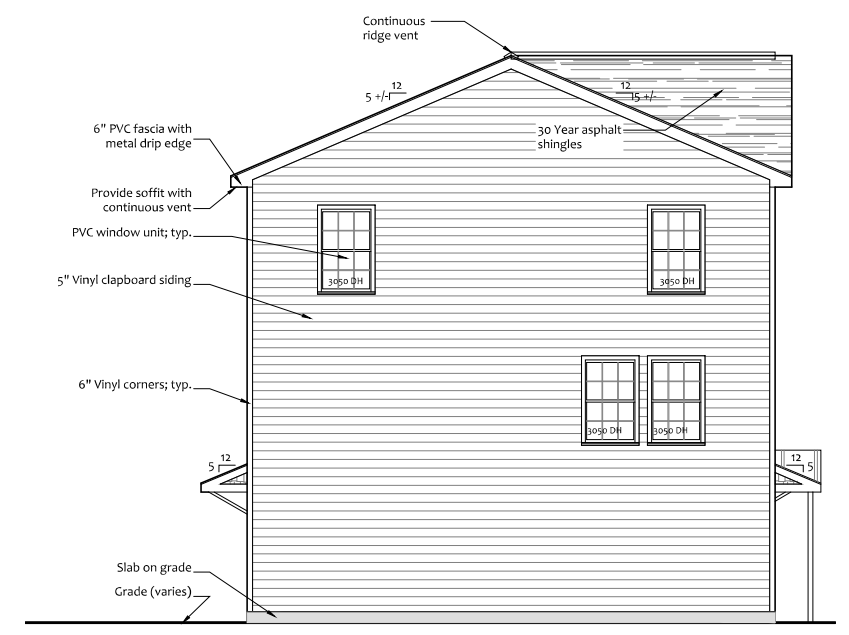 Continuous
ridge vent
12
5 +/-
12
5 +/-
6" PVC fascia with
metal drip edge
30 Year asphalt
shingles
Provide soffit with
continuous vent
PVC window unit; typ.
3050 DH
3050 DH
5" Vinyl clapboard siding
6" Vinyl corners; typ.
3050 DH
3050 DH
12
5
12
5
Slab on grade
Grade (varies)